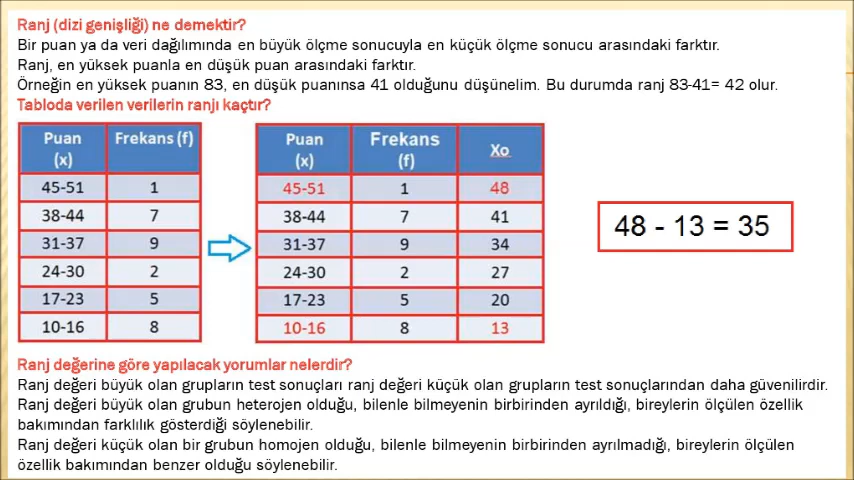 Ranj (dizi genişliği) ne demektir?
Bir puan ya da veri dağılımında en büyük ölçme sonucuyla en küçük ölçme sonucu arasındaki farktır.
Ranj, en yüksek puanla en düşük puan arasındaki farktır.
Örneğin en yüksek puanın 83, en düşük puanınsa 41 olduğunu düşünelim. Bu durumda ranj 83-41= 42 olur.
Tabloda verilen verilerin ranjı kaçtır?
Puan (x) Frekans (f)
45-51 1
38-44 7
31-37 9
24-30 2
17-23 5
10-16 8
Puan (x) Frekans (f) Xo
45-51 1 48
38-44 7 41
31-37 9 34
24-30 2 27
17-23 5 20
10-16 8 13
48 - 13 = 35
Ranj değerine göre yapılacak yorumlar nelerdir?
Ranj değeri büyük olan grupların test sonuçları ranj değeri küçük olan grupların test sonuçlarından daha güvenilirdir.
Ranj değeri büyük olan grubun heterojen olduğu, bilenle bilmeyenin birbirinden ayrıldığı, bireylerin ölçülen özellik
bakımından farklılık gösterdiği söylenebilir.
Ranj değeri küçük olan bir grubun homojen olduğu, bilenle bilmeyenin birbirinden ayrılmadığı, bireylerin ölçülen
özellik bakımından benzer olduğu söylenebilir.